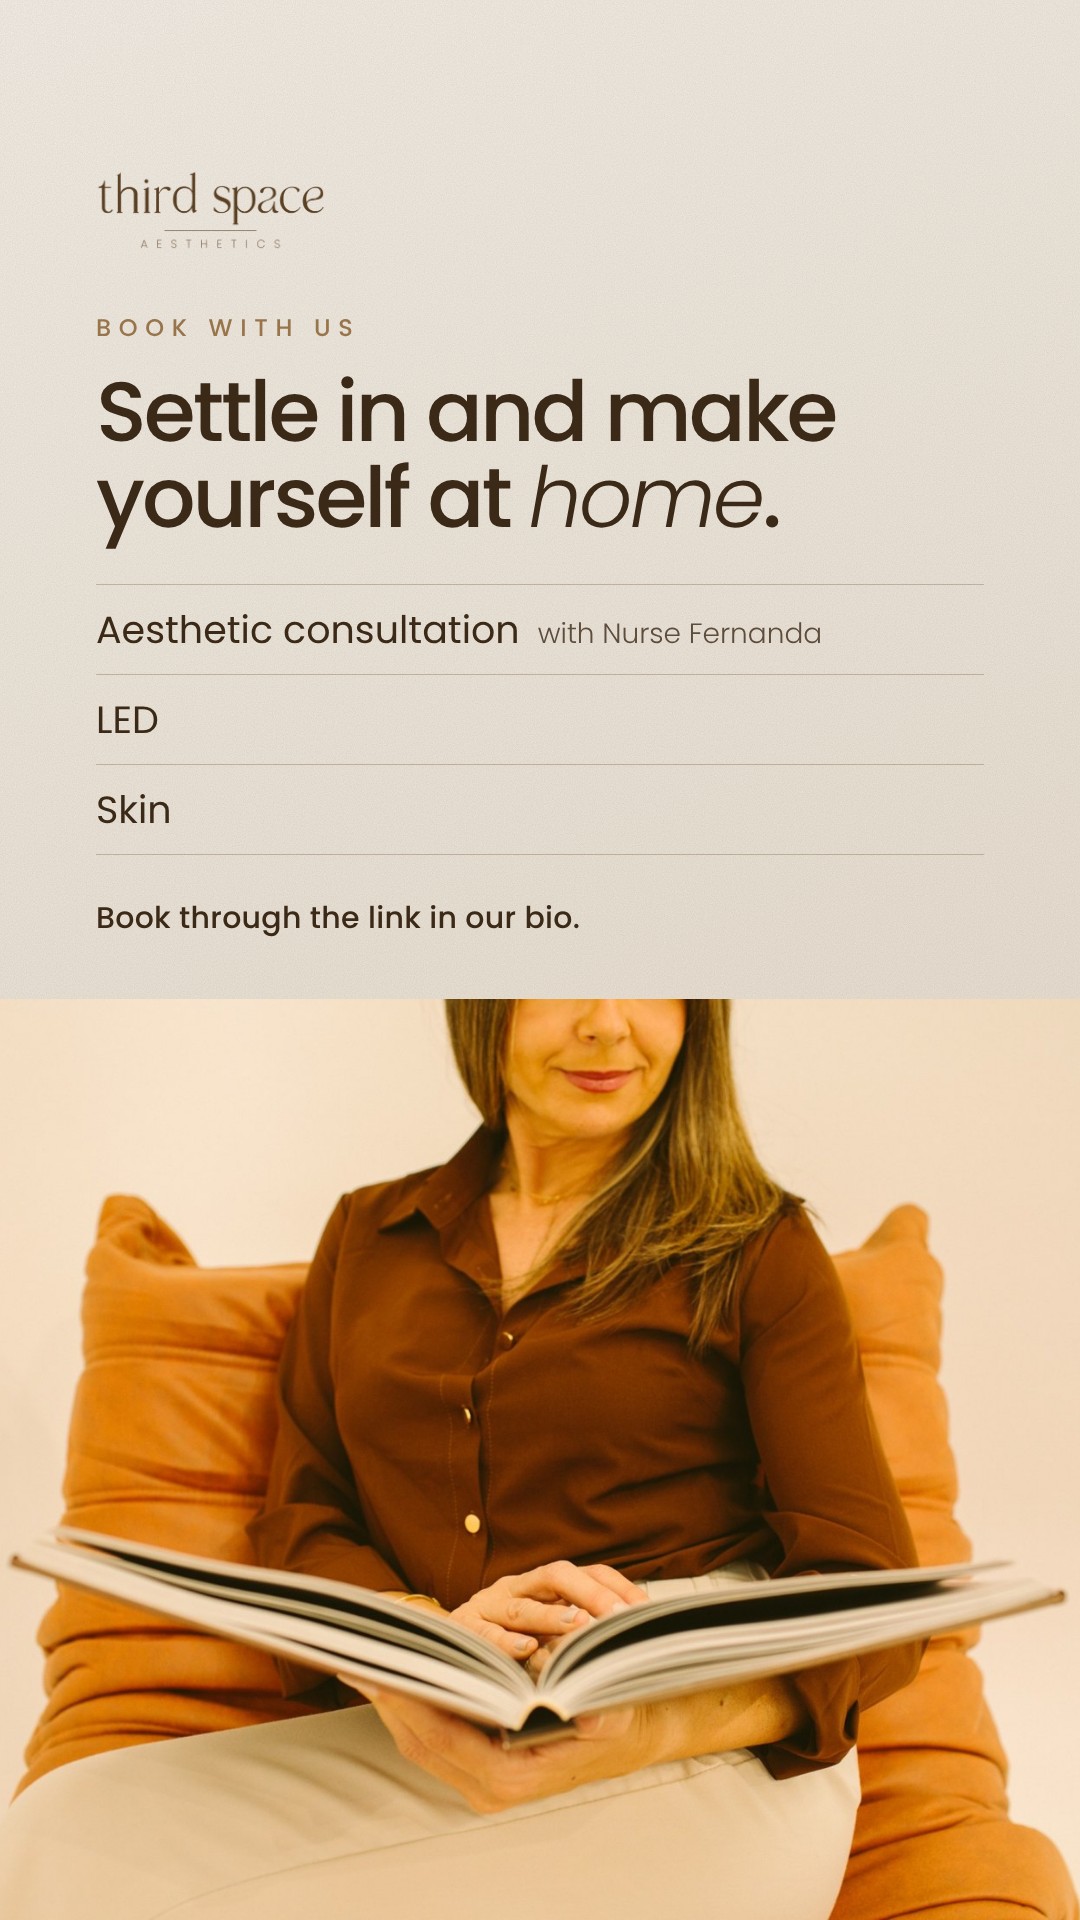 third space
AESTHETICS
BOOK WITH US
Settle in and make
yourself at home.
Aesthetic consultation with Nurse Fernanda
LED
Skin
Book through the link in our bio.